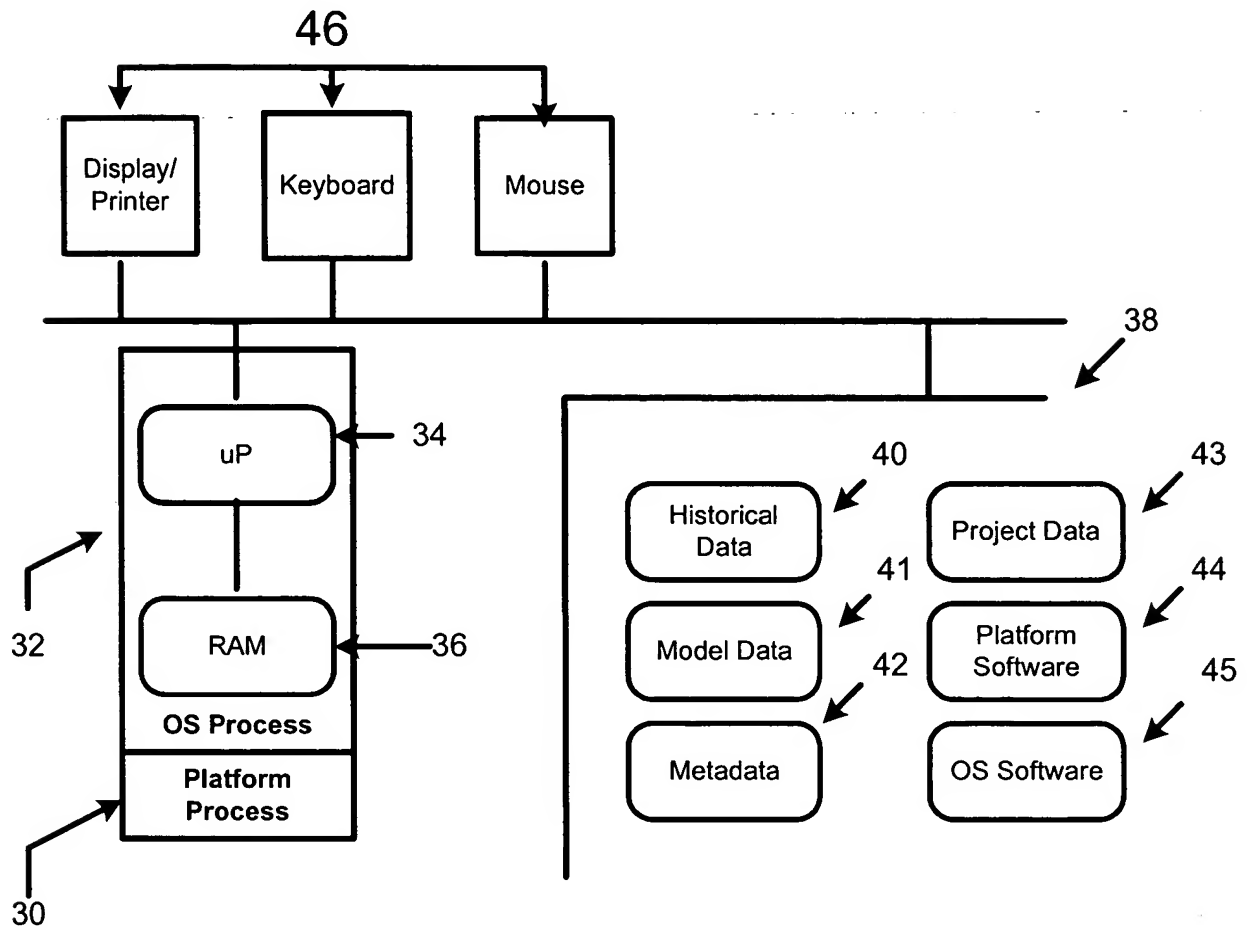 46
Display/
Printer
Keyboard
Mouse
38
uP
34
40
43
Historical
Data
Project Data
41
44
32
RAM
36
Model Data
Platform
Software
42
45
OS Process
Platform
Process
Metadata
OS Software
30